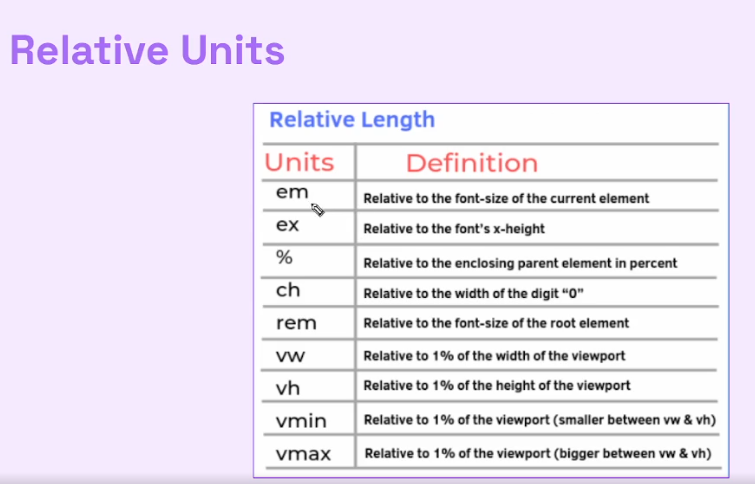 Relative Units
Relative Length
Units Definition
em Relative to the font-size of the current element
ex Relative to the font's x-height
% Relative to the enclosing parent element in percent
ch Relative to the width of the digit “0”
rem Relative to the font-size of the root element
vw Relative to 1% of the width of the viewport
vh Relative to 1% of the height of the viewport
vmin Relative to 1% of the viewport (smaller between vw & vh)
vmax Relative to 1% of the viewport (bigger between vw & vh)